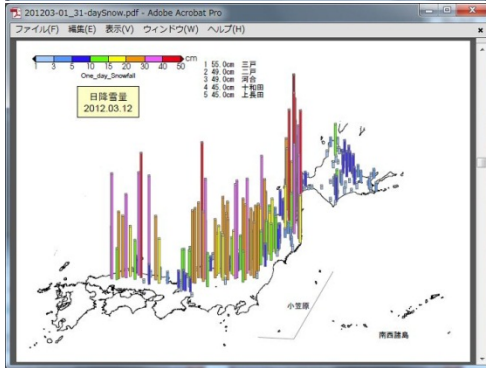 201203-01_31-daySnow.pdf - Adobe Acrobat Pro
ファイル(F) 編集(E) 表示(V) ウィンドウ(W) ヘルプ(H)
cm
1 3 5 10 15 20 30 40 50
One_day_Snowfall
日降雪量
2012.03.12
1 55.0cm 三戸
2 49.0cm 二戸
3 49.0cm 河合
4 45.0cm 十和田
5 45.0cm 上長田
小笠原
南西諸島